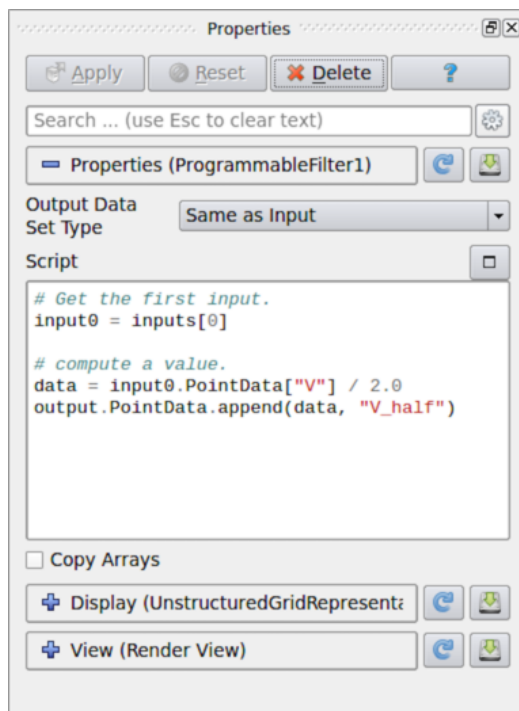 Properties
Apply Reset Delete ?
Search ... (use Esc to clear text)
Properties (ProgrammableFilter1)
Output Data
Set Type
Same as Input
Script
# Get the first input.
input0 = inputs[0]
# compute a value.
data = input0.PointData["V"] / 2.0
output.PointData.append(data, "V_half")
Copy Arrays
Display (UnstructuredGridRepresenta
View (Render View)